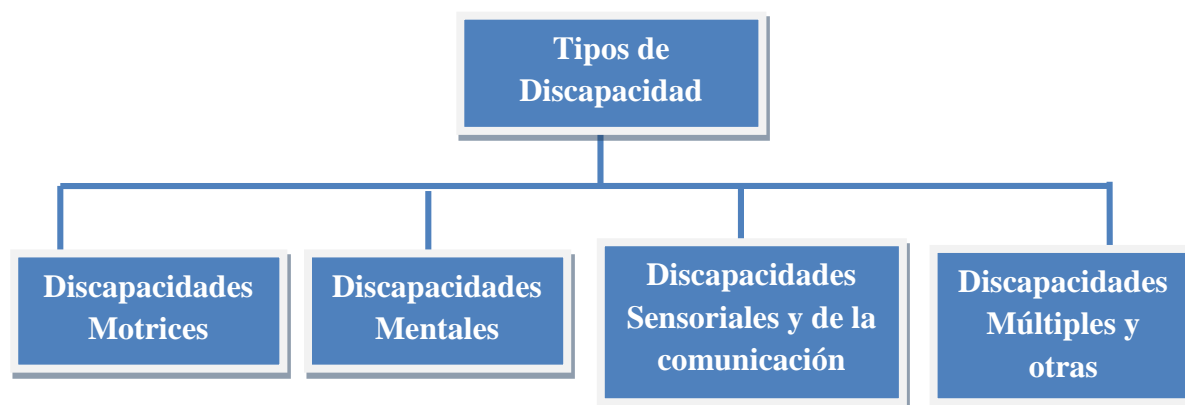 Tipos de
Discapacidad
Discapacidades
Motrices
Discapacidades
Mentales
Discapacidades
Sensoriales y de la
comunicación
Discapacidades
Múltiples y
otras